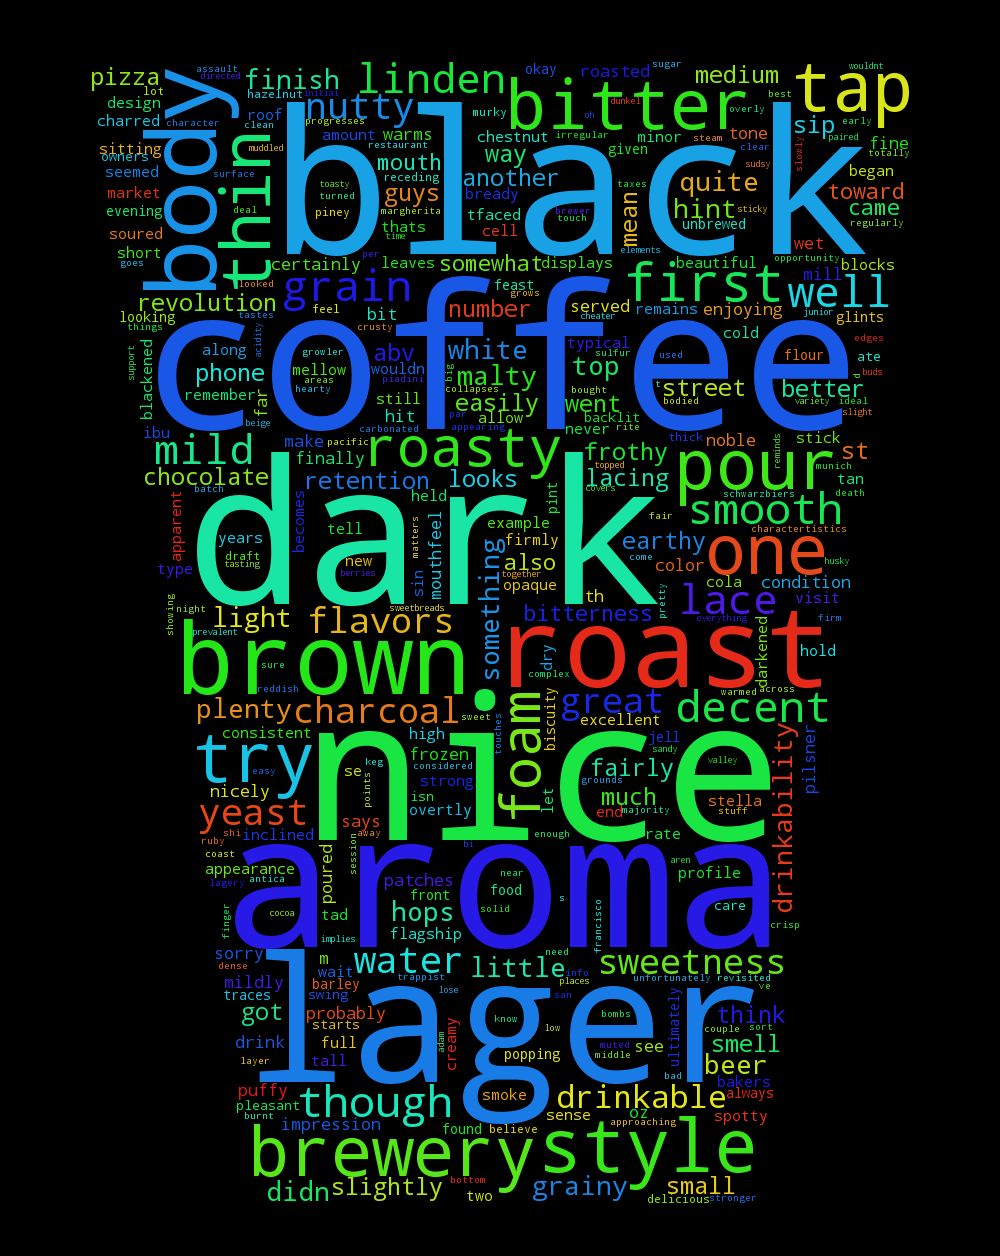 assault
okay
roasted
sugar
wouldnt
pizza
directed
finish
linden
bitter
medium
tap
lot
hazelnut
initial
nutty
dunkel
best
design
body
roof
murky
oh
overly
early
charred
character
clean
progresses
amount
warms
chestnut
irregular
minor
tone
sip
paired
sitting
thin
muddled
restaurant
way
given
steam
fine
owners
black
mouth
another
clear
slowly
totally
seemed
surface
receding
sudsy
began
market
toasty
guys
bready
quite
toward
turned
taxes
evening
deal
piney
margherita
tfaced
brewer
hint
sticky
came
soured
thats
cell
touch
mean
unbrewed
regularly
short
time
wet
goes
certainly
leaves
somewhat
displays
per
elements
beautiful
opportunity
blocks
looked
grain
feast
first
mill
revolution
feel
grows
number
served
remains
enjoying
well
junior
looking
tastes
bit
cheater
glints
things
coffee
crusty
typical
cold
edges
acidity
along
abv
white
sulfur
used
flour
ate
growler
wouldn
top
phone
mellow
big
malty
street
better
buds
support
blackened
areas
piadini
collapses
bought
t
d
remember
hearty
still
easily
went
bodied
variety
ideal
far
beige
hit
par
allow
backlit
slight
ibu
carbonated
appearing
never
rite
mild
make
pacific
roasty
frothy
thick
noble
stick
st
finally
topped
pour
reminds
munich
chocolate
retention
looks
lacing
tan
batch
dark
held
covers
schwarzbiers
death
apparent
becomes
pint
fair
smooth
years
tell
matters
mouthfeel
example
earthy
one
charactertistics
draft
firmly
tasting
new
also
color
come
husky
type
berries
sin
something
together
opaque
cola
condition
pretty
night
sweetbreads
th
lace
visit
showing
light
flavors
bitterness
everything
firm
prevalent
brown
roast
darkened
hold
sure
dry
complex
reddish
warmed
across
plenty
charcoal
sweet
foam
biscuity
great
decent
consistent
nice
high
touches
excellent
try
frozen
jell
drinkability
pilsner
keg
considered
sandy
valley
easy
se
points
strong
fairly
nicely
isn
grounds
overtly
let
much
stella
yeast
says
majority
stuff
shi
inclined
end
ruby
away
enough
rate
coast
session
bi
aren
appearance
poured
aroma
near
profile
lagery
antica
patches
food
front
s
finger
cocoa
tad
hops
solid
care
implies
flagship
francisco
crisp
sorry
m
water
little
need
sweetness
dense
wait
info
mildly
barley
trappist
places
unfortunately
revisited
traces
swing
lose
san
ve
got
probably
lager
know
bombs
ultimately
couple
think
starts
low
sort
drink
full
adam
creamy
muted
see
smell
layer
tall
popping
middle
bad
beer
puffy
smoke
bakers
pleasant
though
drinkable
always
burnt
sense
oz
spotty
impression
found
believe
approaching
brewery
style
didn
slightly
bottom
two
grainy
small
delicious
stronger